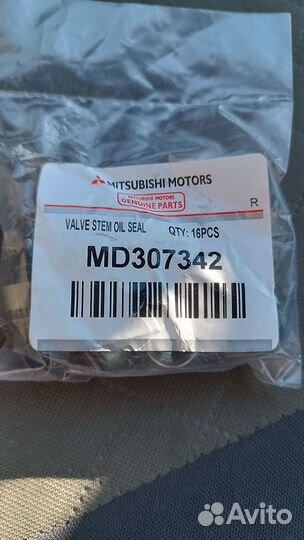 MITSUBISHI MOTORS
MITSUBISHI MOTORS
GENUINE PARTS
R
VALVE STEM OIL SEAL QTY: 16PCS
MD307342
Avito